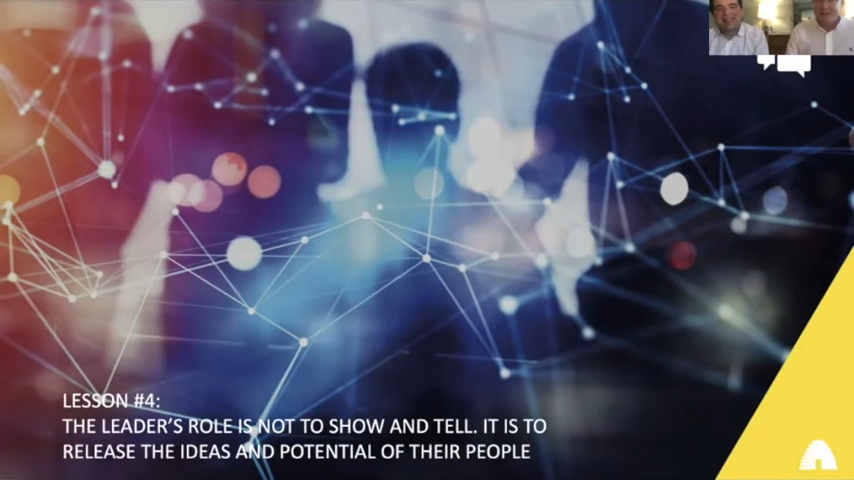 LESSON #4:
THE LEADER’S ROLE IS NOT TO SHOW AND TELL. IT IS TO
RELEASE THE IDEAS AND POTENTIAL OF THEIR PEOPLE